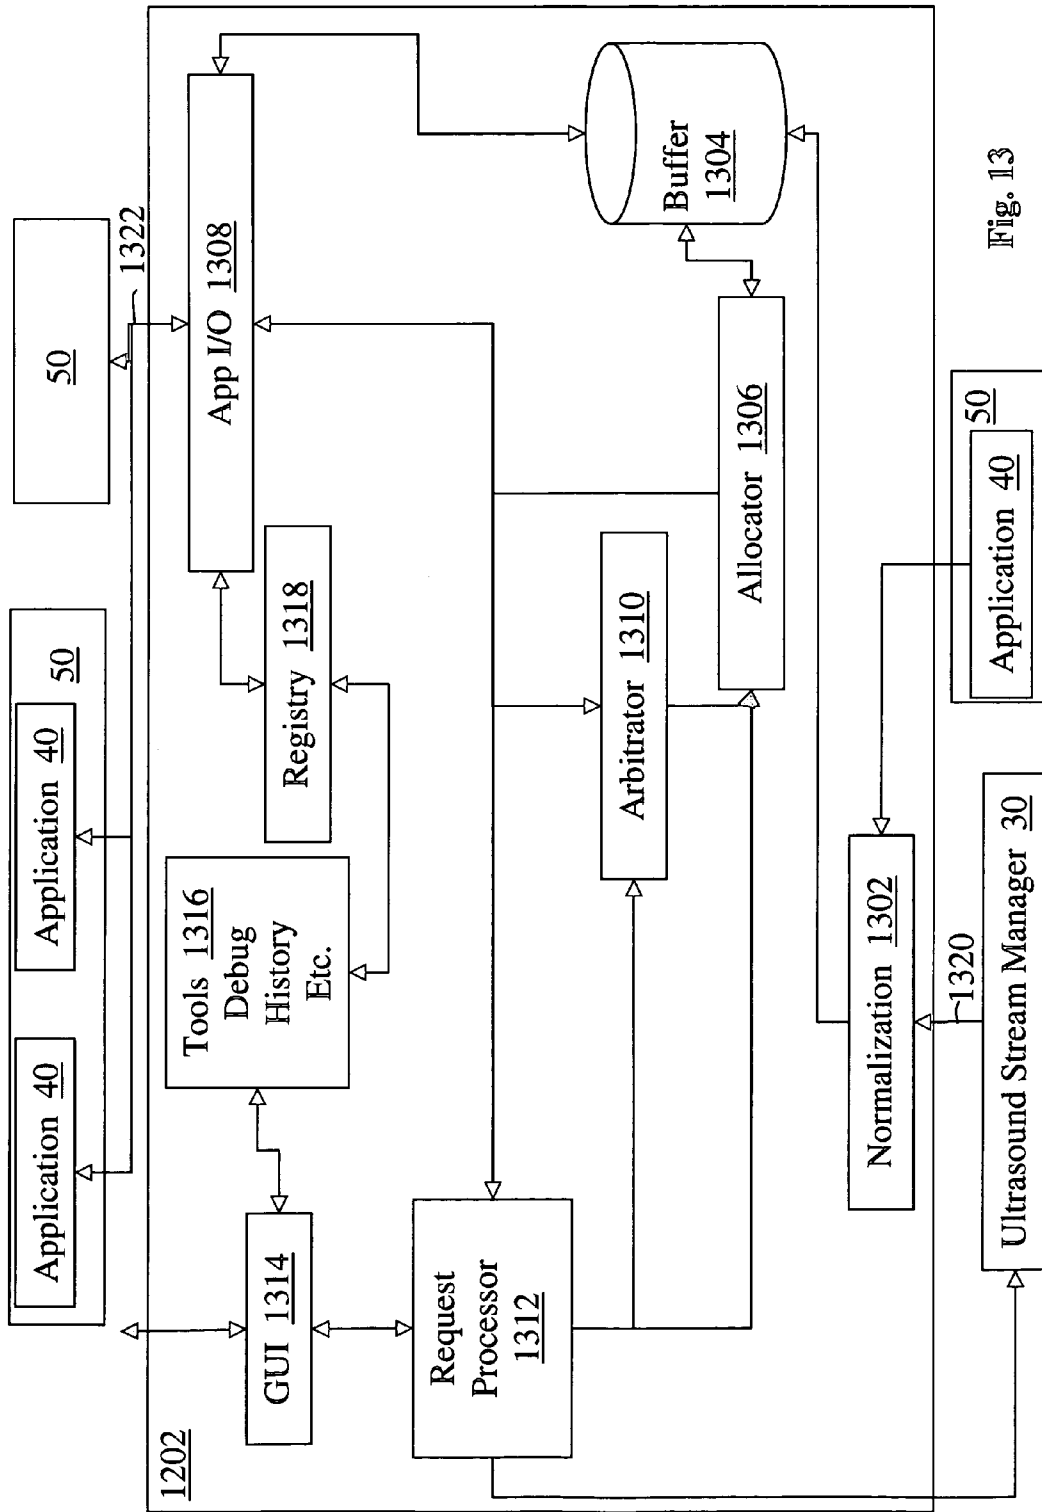 1202
Application 40
Application 40
50
50
1322
GUI 1314
Tools 1316
Debug
History
Etc.
Registry 1318
App I/O 1308
Request
Processor
1312
Arbitrator 1310
Allocator 1306
Buffer
1304
Normalization 1302
1320
Ultrasound Stream Manager 30
50
Application 40
Fig. 13